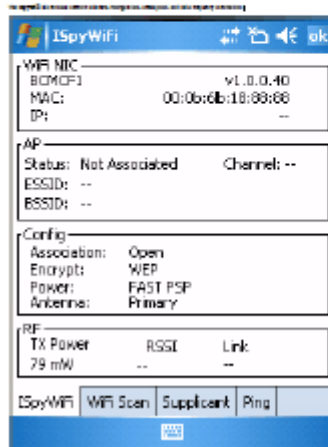 ISpyWiFi ok
WiFi NIC
BCMCF1 v1.0.0.40
MAC: 00:0b:6b:18:88:68
IP: --
AP
Status: Not Associated Channel: --
ESSID: --
BSSID: --
Config
Association: Open
Encrypt: WEP
Power: FAST PSP
Antenna: Primary
RF
TX Power RSSI Link
79 mW -- --
ISpyWiFi WiFi Scan Supplicant Ping